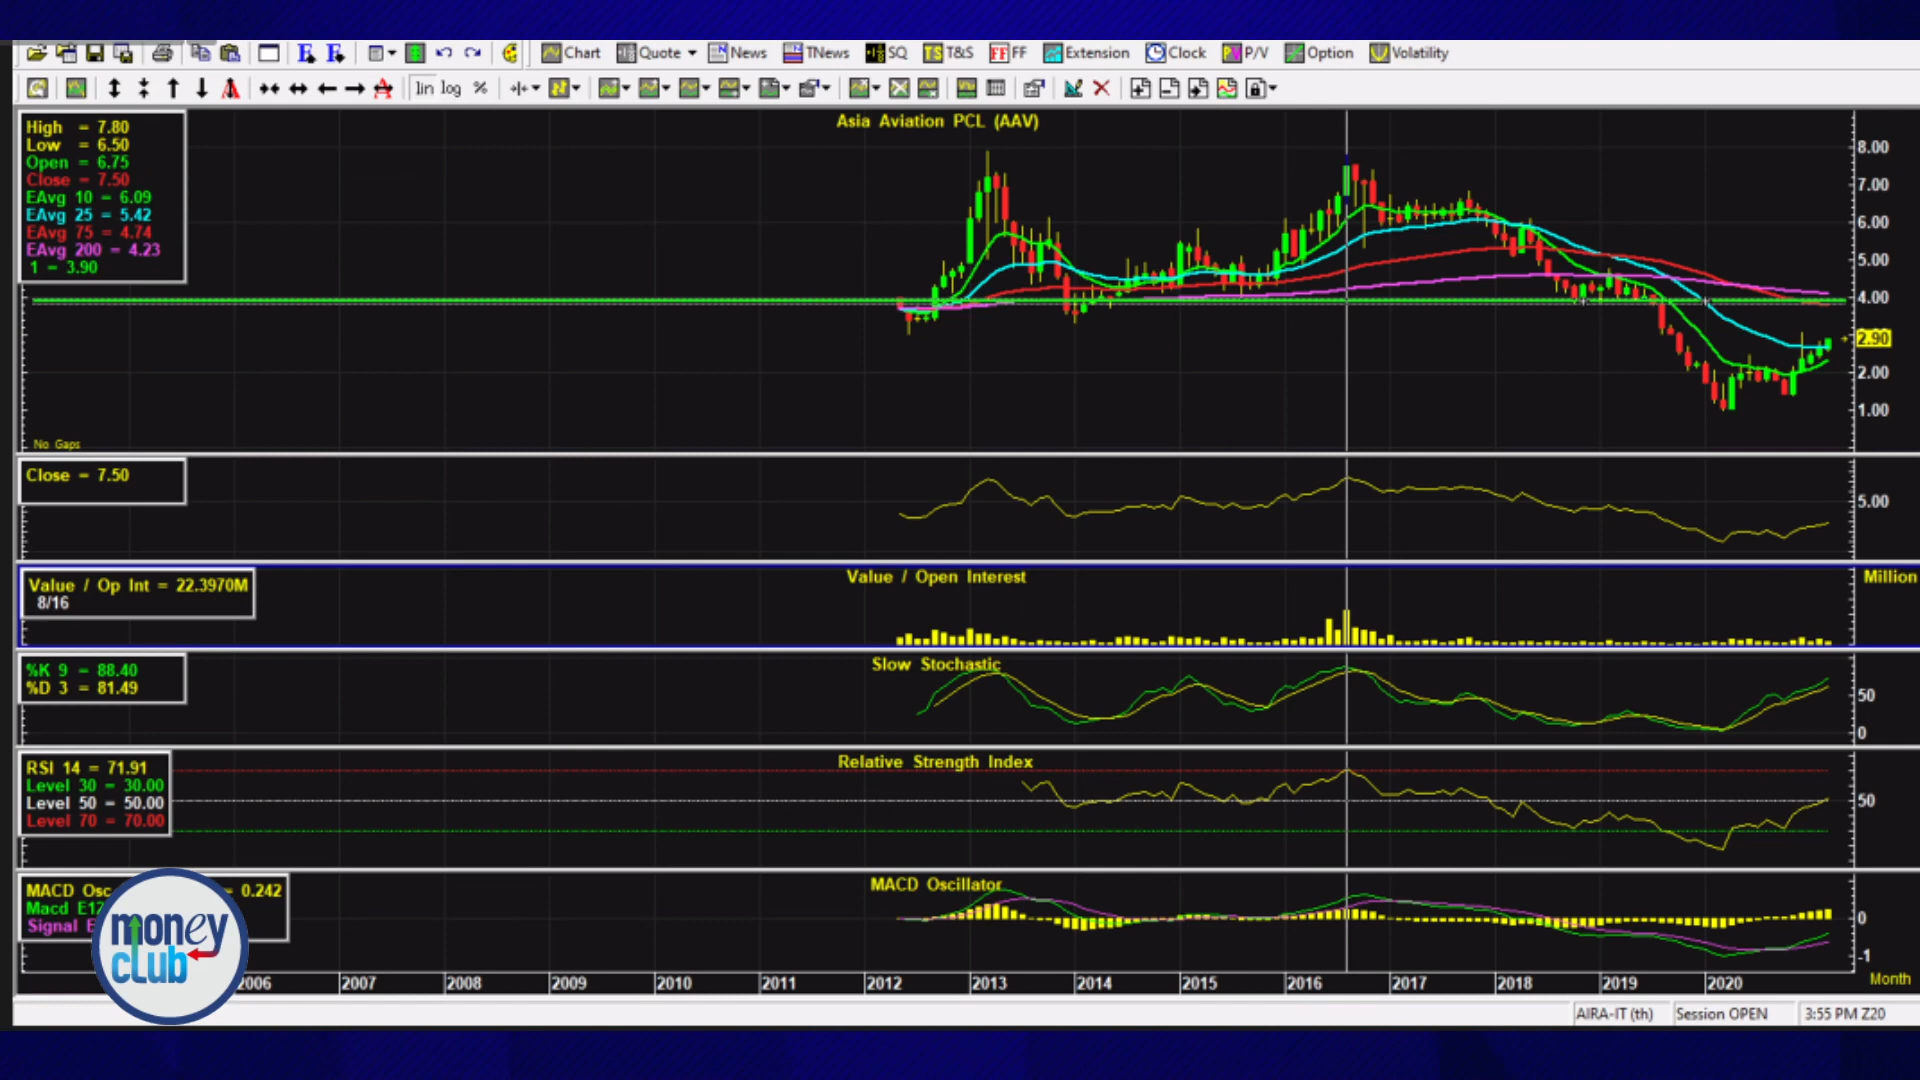 Chart Quote News TNews SQ TS T&S FF FF Extension Clock P/V Option Volatility
lin log %
Asia Aviation PCL (AAV)
High = 7.80
Low = 6.50
Open = 6.75
Close = 7.50
EAvg 10 = 6.09
EAvg 25 = 5.42
EAvg 75 = 4.74
EAvg 200 = 4.23
1 = 3.90
8.00
7.00
6.00
5.00
4.00
2.90
2.00
1.00
No Gaps
Close = 7.50
5.00
Value / Open Interest
Million
Value / Op Int = 22.3970M
8/16
Slow Stochastic
%K 9 = 88.40
%D 3 = 81.49
50
0
Relative Strength Index
RSI 14 = 71.91
Level 30 = 30.00
Level 50 = 50.00
Level 70 = 70.00
50
MACD Oscillator
MACD Osc = 0.242
Macd E12
Signal E
0
-1
money
club
2006 2007 2008 2009 2010 2011 2012 2013 2014 2015 2016 2017 2018 2019 2020 Month
AIRA-IT (th) Session OPEN 3:55 PM Z20